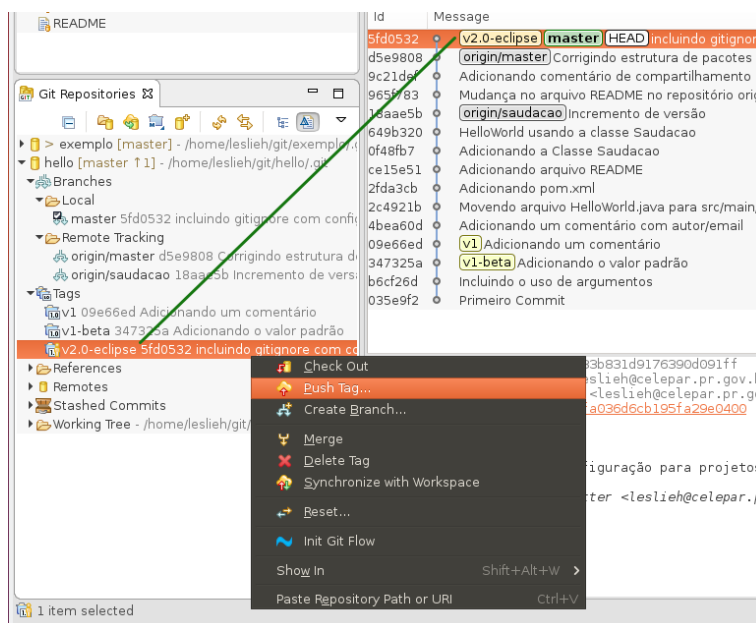 README
Git Repositories
> exemplo [master] - /home/leslieh/git/exemplo/.g
hello [master ↑1] - /home/leslieh/git/hello/.git
Branches
Local
master 5fd0532 incluindo gitignore com config
Remote Tracking
origin/master d5e9808 Corrigindo estrutura d
origin/saudacao 18aae5b Incremento de vers
Tags
v1 09e66ed Adicionando um comentário
v1-beta 347325a Adicionando o valor padrão
v2.0-eclipse 5fd0532 incluindo gitignore com co
References
Remotes
Stashed Commits
Working Tree - /home/leslieh/git/
1 item selected
Id Message
5fd0532 v2.0-eclipse master HEAD incluindo gitignor
d5e9808 origin/master Corrigindo estrutura de pacotes
9c21def Adicionando comentário de compartilhamento
965f783 Mudança no arquivo README no repositório orig
18aae5b origin/saudacao Incremento de versão
649b320 HelloWorld usando a classe Saudacao
0f48fb7 Adicionando a Classe Saudacao
ce15e51 Adicionando arquivo README
2fda3cb Adicionando pom.xml
2c4921b Movendo arquivo HelloWorld.java para src/main/
4bea60d Adicionando um comentário com autor/email
09e66ed v1 Adicionando um comentário
347325a v1-beta Adicionando o valor padrão
b6cf26d Incluindo o uso de argumentos
035e9f2 Primeiro Commit
Check Out
Push Tag...
Create Branch...
Merge
Delete Tag
Synchronize with Workspace
Reset...
Init Git Flow
Show In Shift+Alt+W
Paste Repository Path or URI Ctrl+V
3b831d9176390d091ff
slieh@celepar.pr.gov.b
<leslieh@celepar.pr.go
fa036d6cb195fa29e0400
iguração para projetos
tter <leslieh@celepar.p